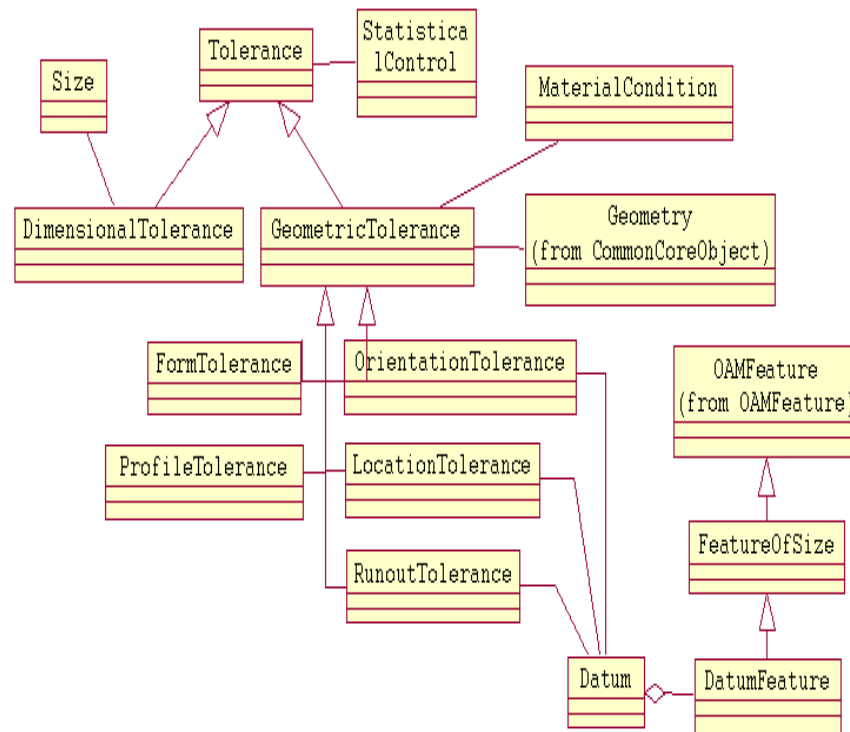 Tolerance
Statistica
lControl
Size
MaterialCondition
DimensionalTolerance
GeometricTolerance
Geometry
(from CommonCoreObject)
FormTolerance
OrientationTolerance
OAMFeature
(from OAMFeature)
ProfileTolerance
LocationTolerance
FeatureOfSize
RunoutTolerance
Datum
DatumFeature